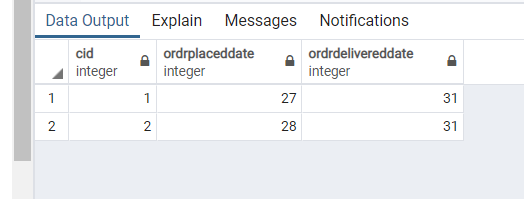 Data Output Explain Messages Notifications
cid ordrplaceddate ordrdelivereddate
integer integer integer
1 1 27 31
2 2 28 31